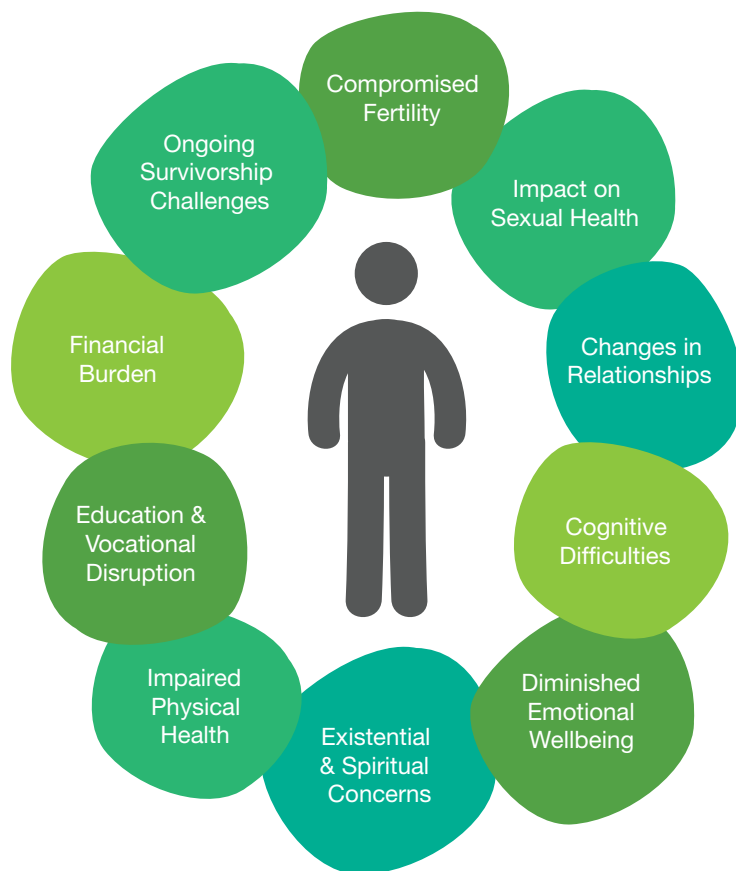 Compromised
Fertility
Impact on
Sexual Health
Changes in
Relationships
Cognitive
Difficulties
Diminished
Emotional
Wellbeing
Existential
& Spiritual
Concerns
Impaired
Physical
Health
Education &
Vocational
Disruption
Financial
Burden
Ongoing
Survivorship
Challenges